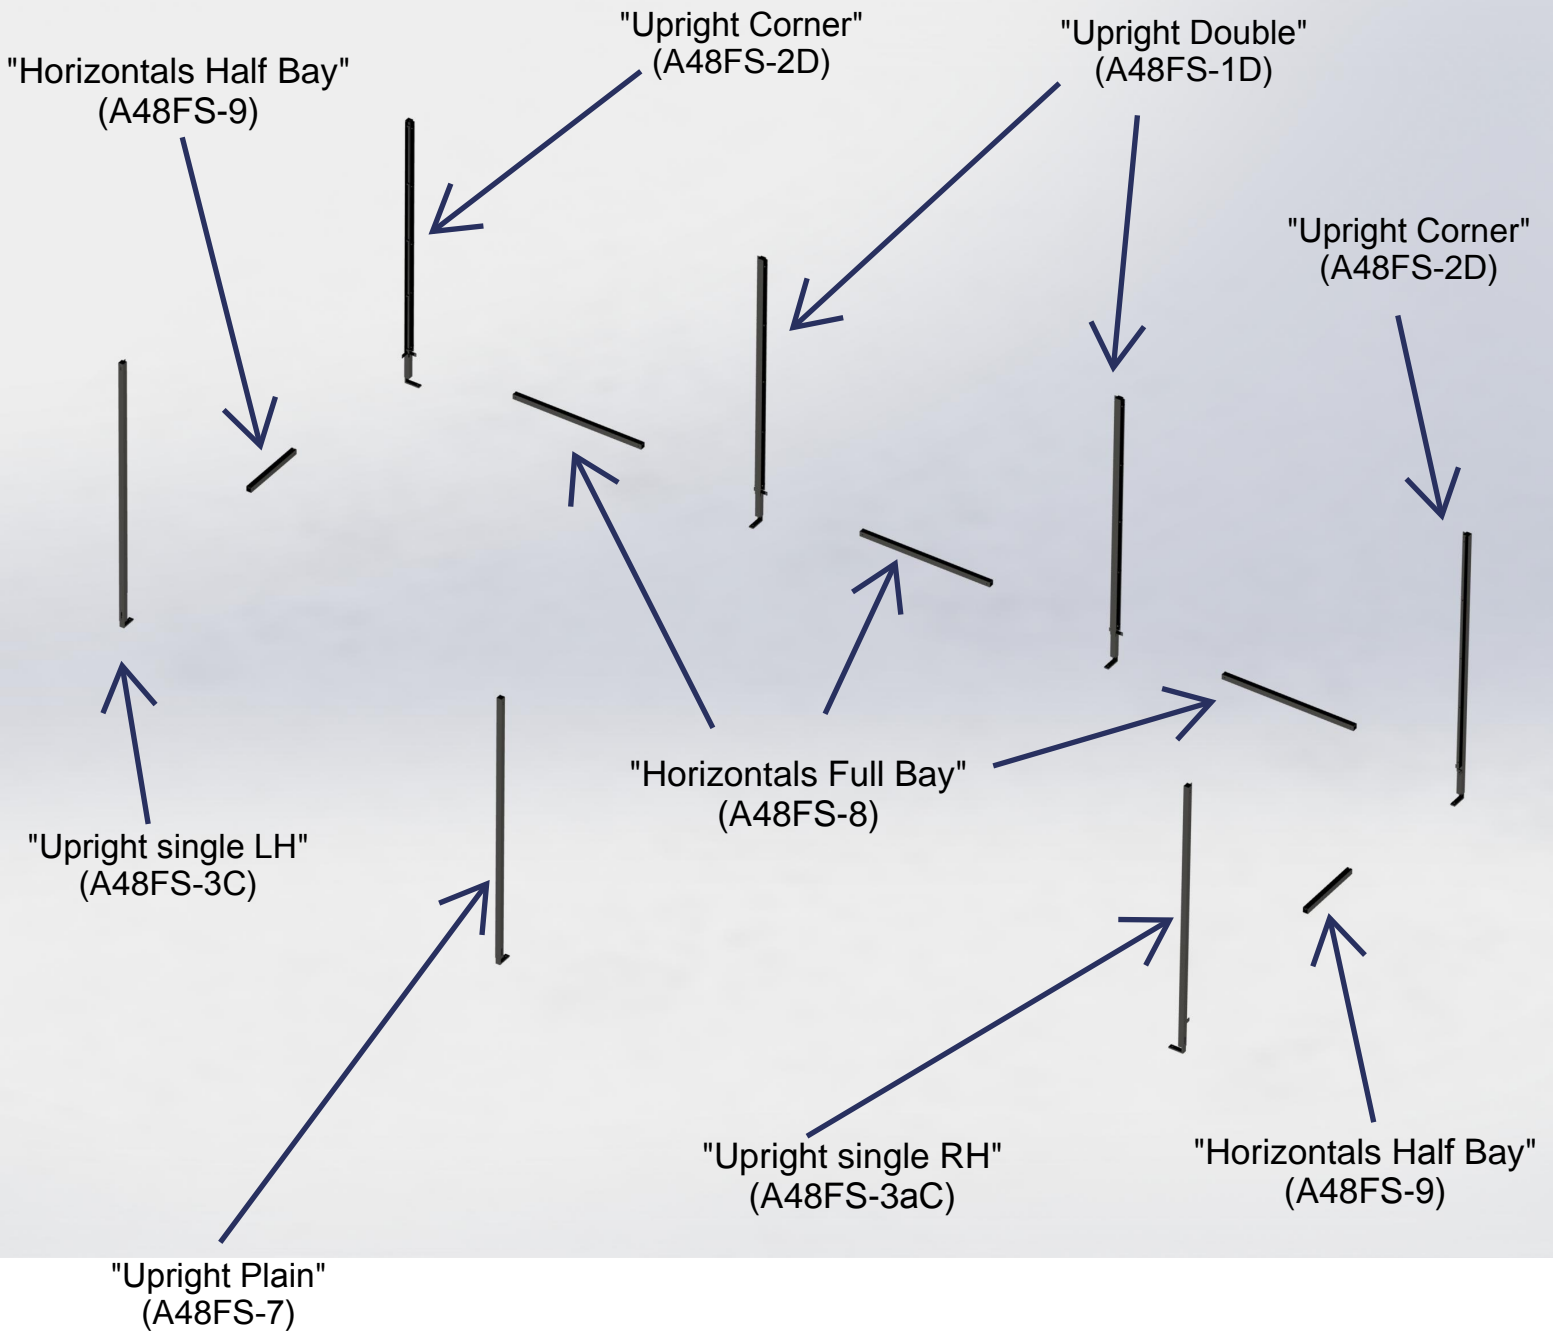 "Upright Corner"
(A48FS-2D)
"Upright Double"
(A48FS-1D)
"Horizontals Half Bay"
(A48FS-9)
"Upright Corner"
(A48FS-2D)
"Horizontals Full Bay"
(A48FS-8)
"Upright single LH"
(A48FS-3C)
"Upright single RH"
(A48FS-3aC)
"Horizontals Half Bay"
(A48FS-9)
"Upright Plain"
(A48FS-7)